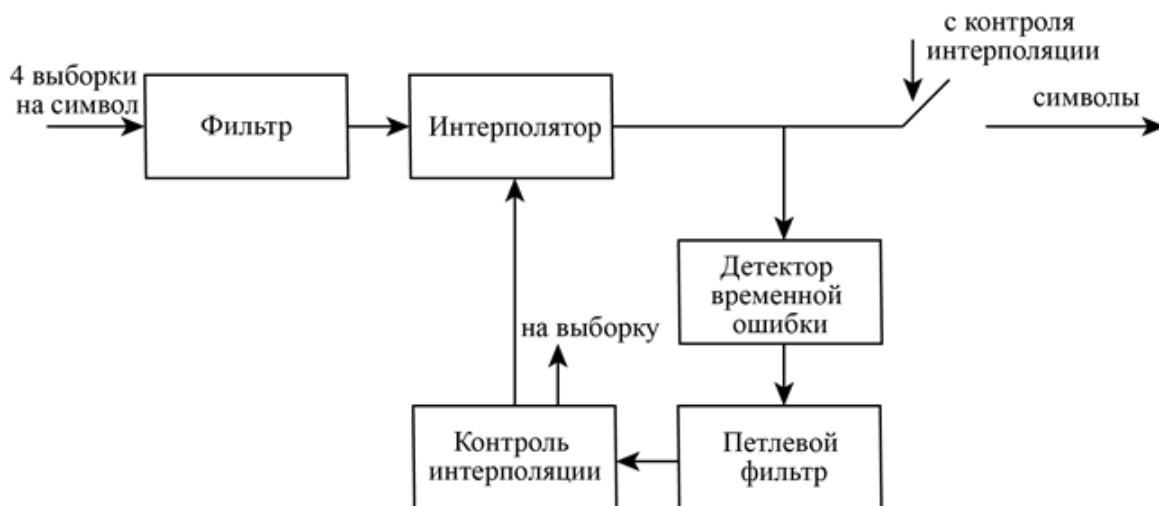 с контроля
интерполяции
4 выборки
на символ
символы
Фильтр
Интерполятор
Детектор
временной
ошибки
на выборку
Контроль
интерполяции
Петлевой
фильтр